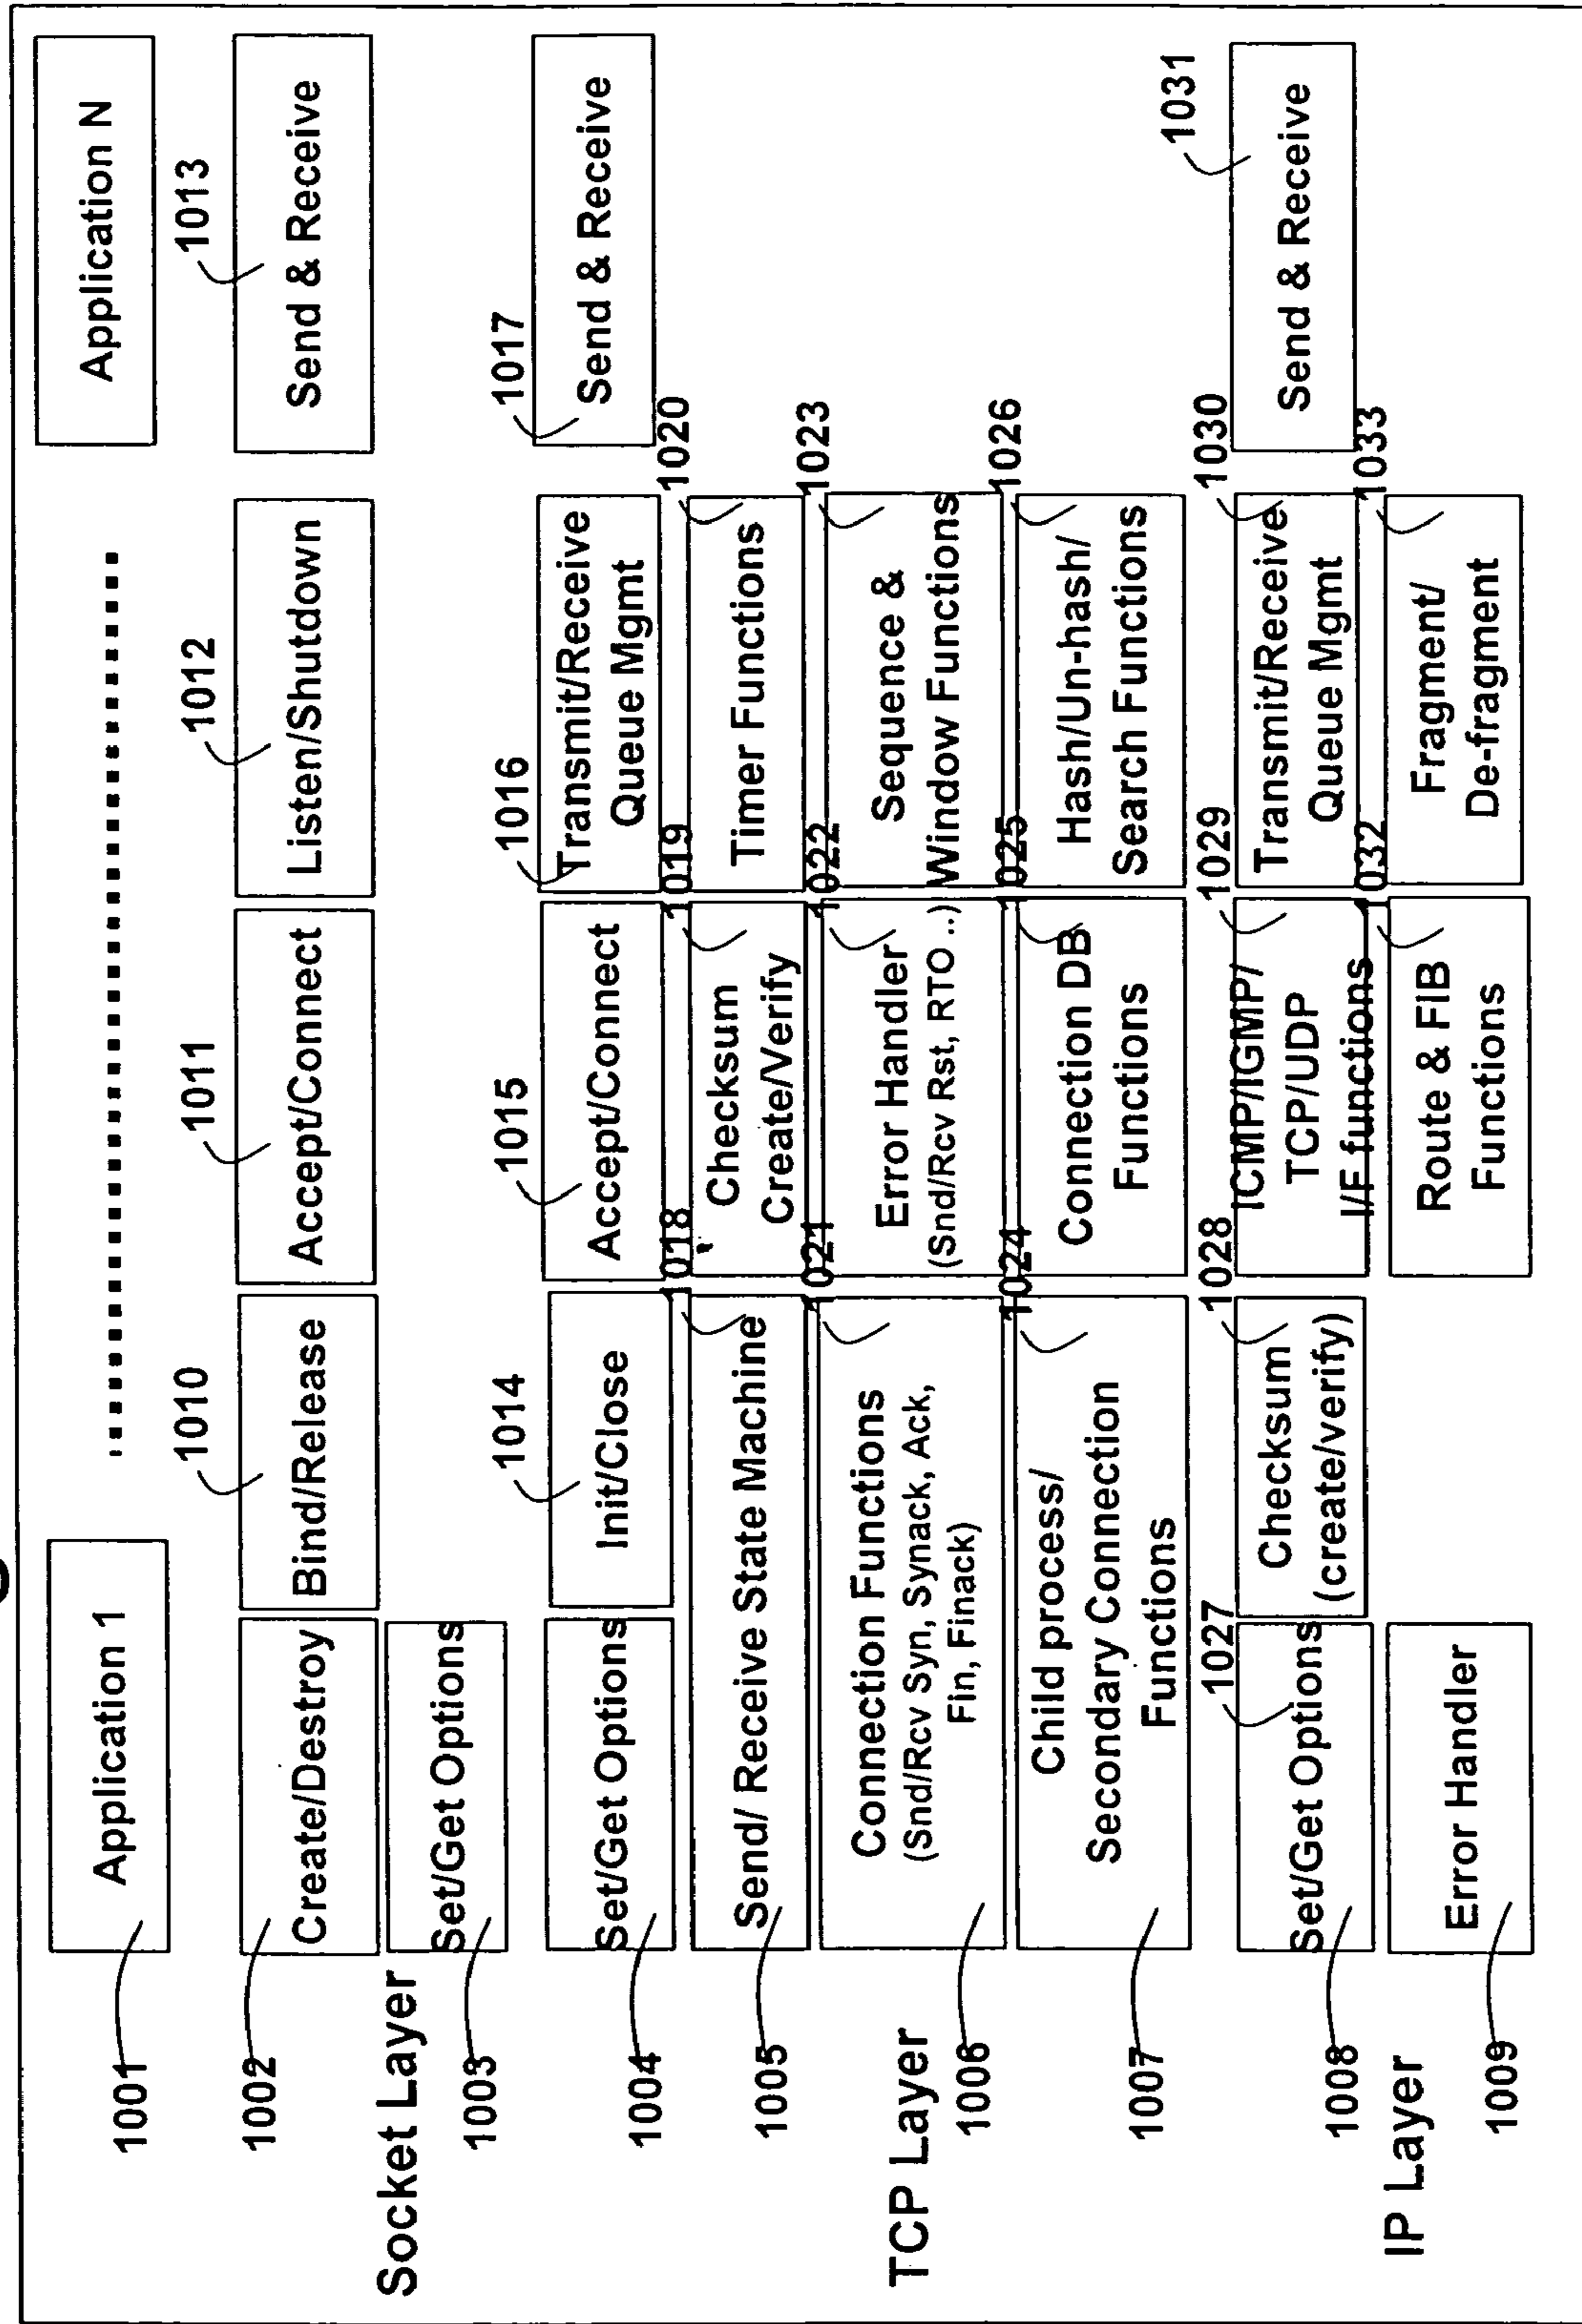 Application 1
Application N
1001
1010
1011
1012
1013
Create/Destroy
Bind/Release
Accept/Connect
Listen/Shutdown
Send & Receive
1002
Socket Layer
Set/Get Options
1003
1014
1015
1016
1017
Set/Get Options
Init/Close
Accept/Connect
Transmit/Receive
Queue Mgmt
Send & Receive
1004
1018
1019
1020
Send/ Receive State Machine
Checksum
Create/Verify
Timer Functions
1005
1021
1022
1023
TCP Layer
Connection Functions
(Snd/Rcv Syn, Synack, Ack,
Fin, Finack)
Error Handler
(Snd/Rcv Rst, RTO ..)
Sequence &
Window Functions
1006
1024
1025
1026
Child process/
Secondary Connection
Functions
Connection DB
Functions
Hash/Un-hash/
Search Functions
1007
1027
1028
1029
1030
1031
Set/Get Options
Checksum
(create/verify)
ICMP/IGMP/
TCP/UDP
I/F functions
Transmit/Receive
Queue Mgmt
Send & Receive
1008
1032
1033
IP Layer
Error Handler
Route & FIB
Functions
Fragment/
De-fragment
1009